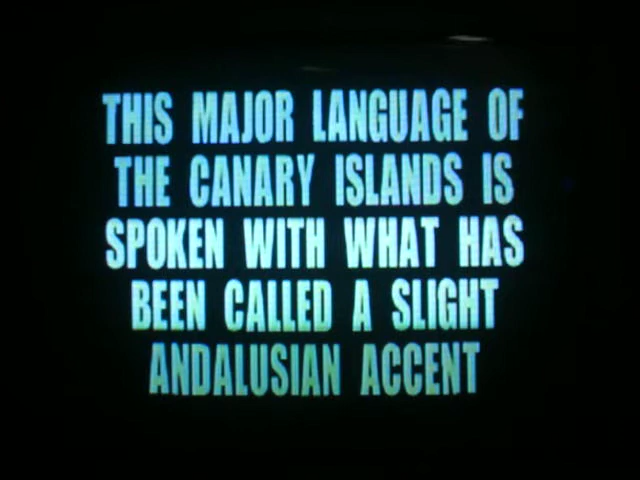 THIS MAJOR LANGUAGE OF
THE CANARY ISLANDS IS
SPOKEN WITH WHAT HAS
BEEN CALLED A SLIGHT
ANDALUSIAN ACCENT